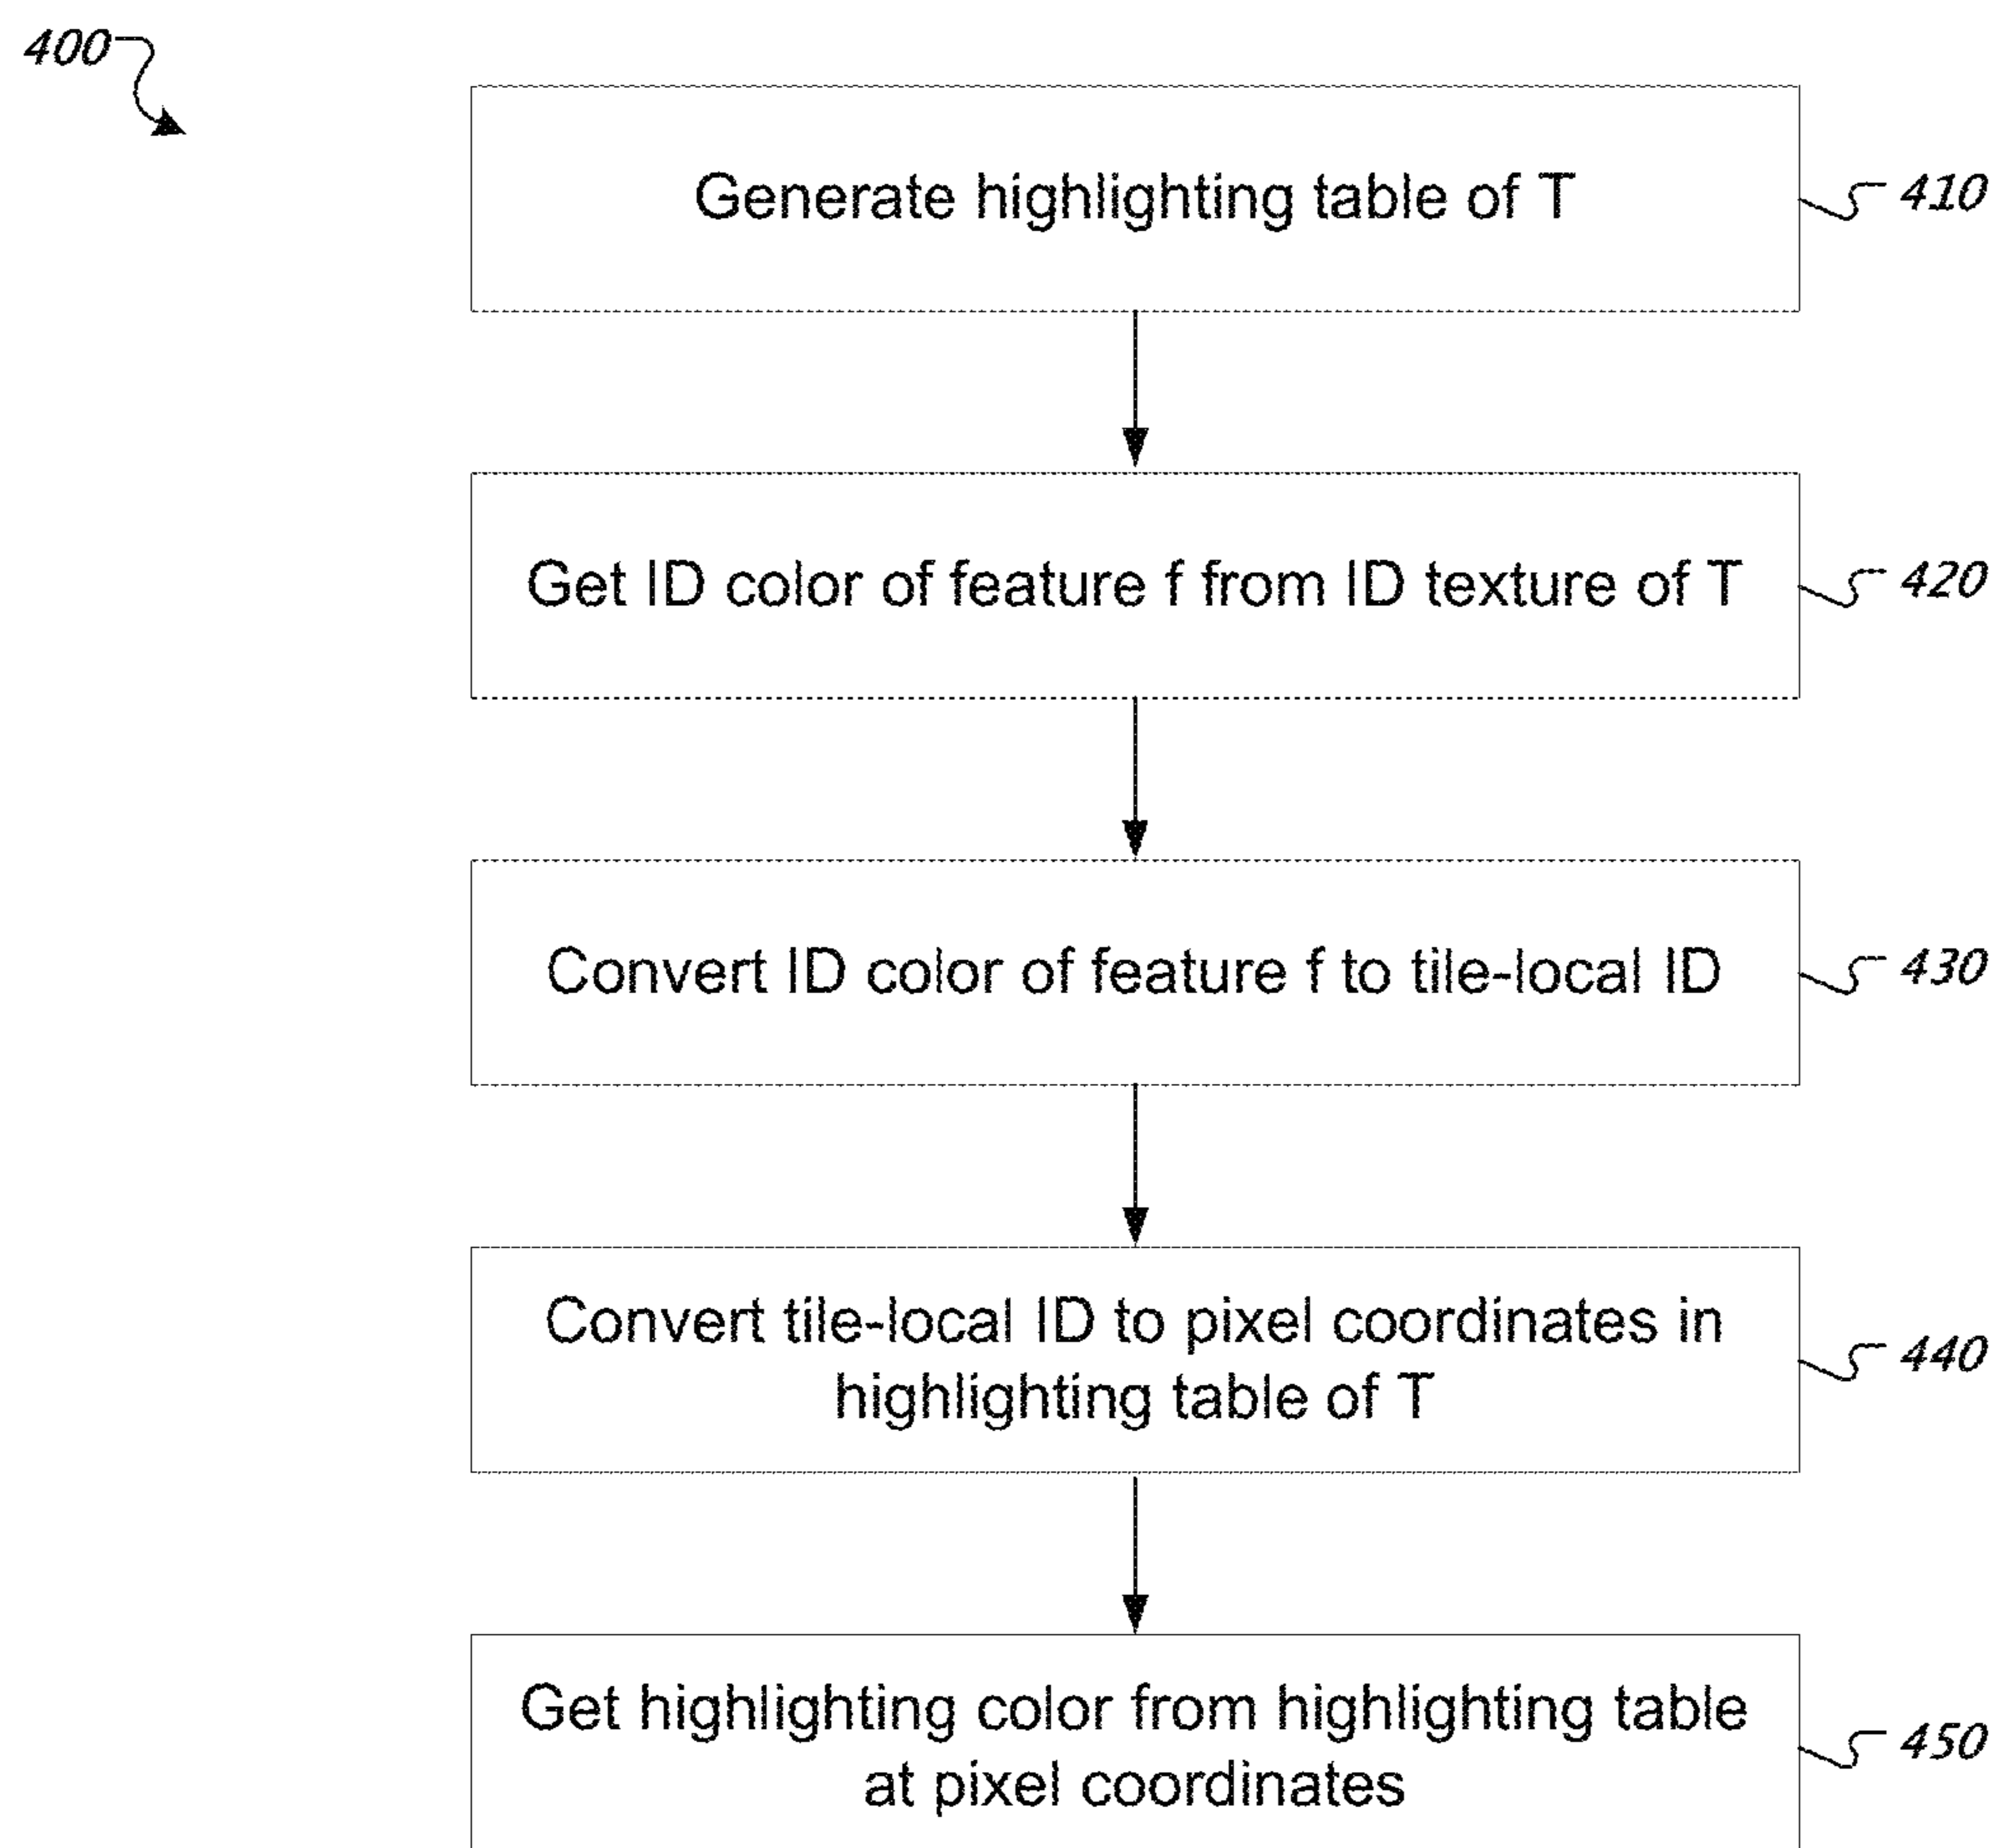 400
Generate highlighting table of T
410
Get ID color of feature f from ID texture of T
420
Convert ID color of feature f to tile-local ID
430
Convert tile-local ID to pixel coordinates in
highlighting table of T
440
Get highlighting color from highlighting table
at pixel coordinates
450